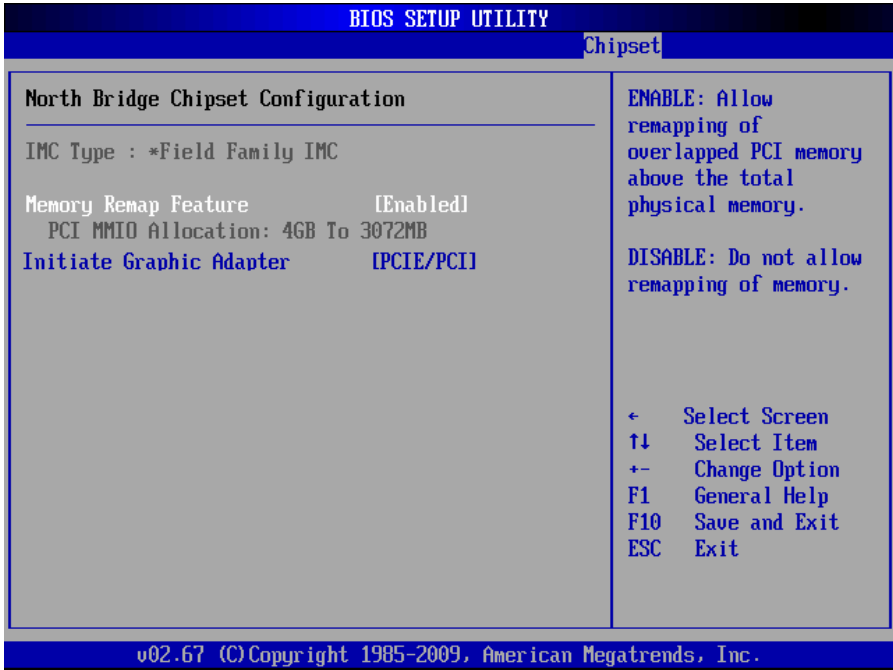 BIOS SETUP UTILITY
Chipset
North Bridge Chipset Configuration
IMC Type : *Field Family IMC
Memory Remap Feature [Enabled]
PCI MMIO Allocation: 4GB To 3072MB
Initiate Graphic Adapter [PCIE/PCI]
ENABLE: Allow
remapping of
overlapped PCI memory
above the total
physical memory.
DISABLE: Do not allow
remapping of memory.
← Select Screen
↑↓ Select Item
+- Change Option
F1 General Help
F10 Save and Exit
ESC Exit
v02.67 (C)Copyright 1985-2009, American Megatrends, Inc.